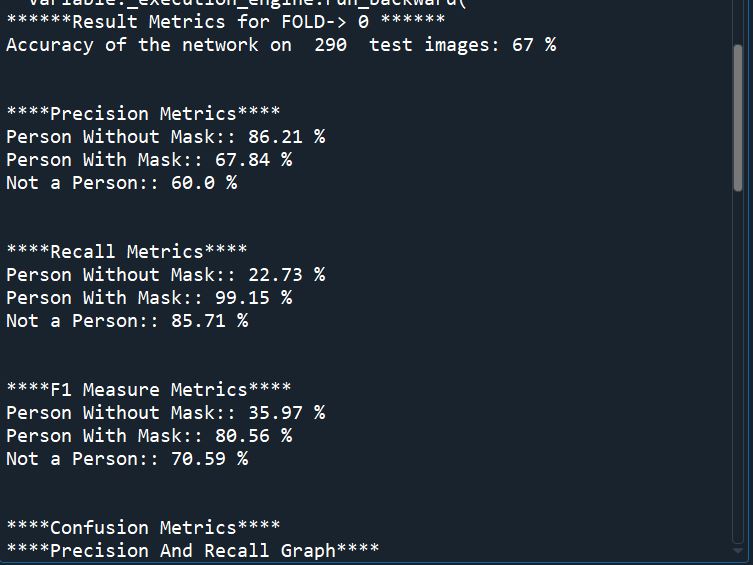 Variable._execution_engine.run_backward(
******Result Metrics for FOLD-> 0 ******
Accuracy of the network on  290  test images: 67 %
****Precision Metrics****
Person Without Mask:: 86.21 %
Person With Mask:: 67.84 %
Not a Person:: 60.0 %
****Recall Metrics****
Person Without Mask:: 22.73 %
Person With Mask:: 99.15 %
Not a Person:: 85.71 %
****F1 Measure Metrics****
Person Without Mask:: 35.97 %
Person With Mask:: 80.56 %
Not a Person:: 70.59 %
****Confusion Metrics****
****Precision And Recall Graph****